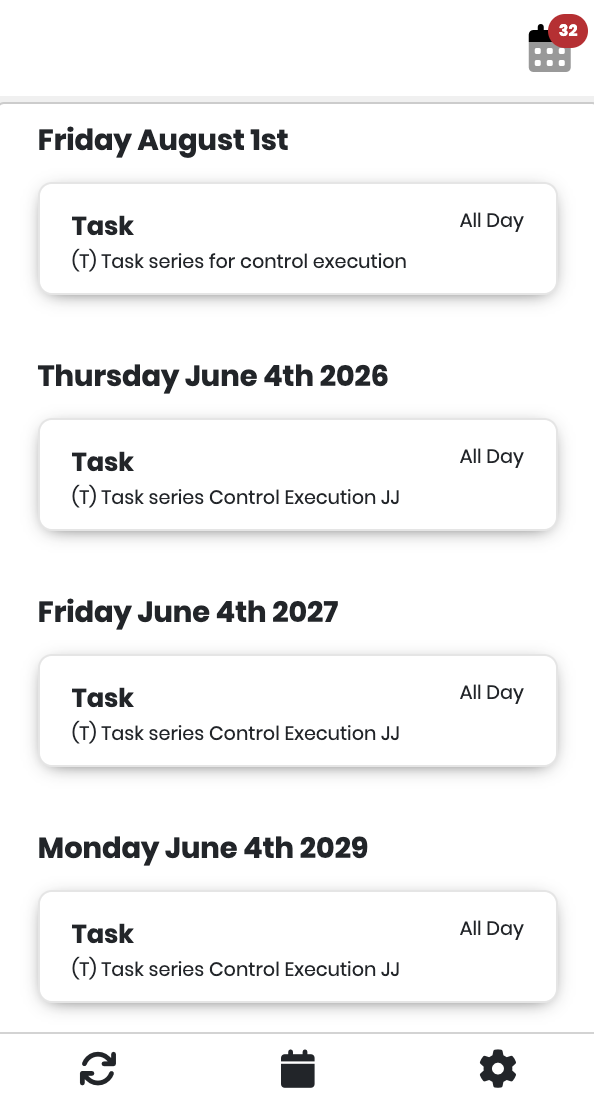 32
Friday August 1st
Task
All Day
(T) Task series for control execution
Thursday June 4th 2026
Task
All Day
(T) Task series Control Execution JJ
Friday June 4th 2027
Task
All Day
(T) Task series Control Execution JJ
Monday June 4th 2029
Task
All Day
(T) Task series Control Execution JJ